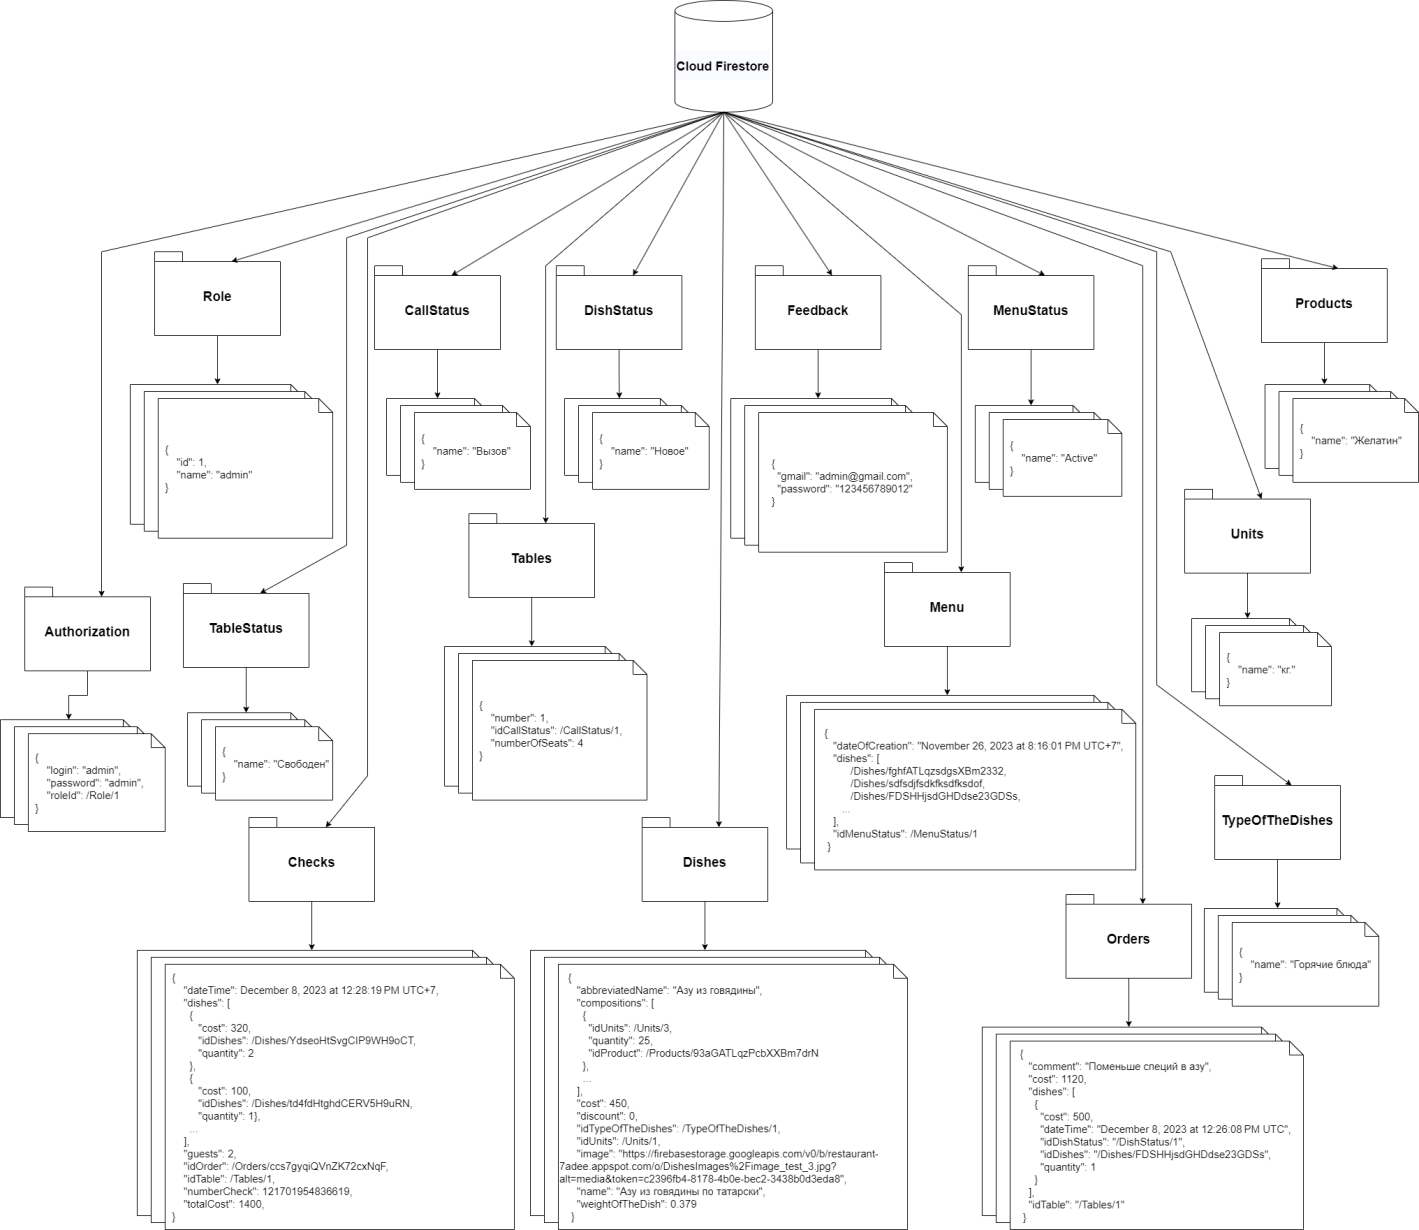 Cloud Firestore
Role
{
"id": 1,
"name": "admin"
}
CallStatus
{
"name": "Вызов"
}
DishStatus
{
"name": "Новое"
}
Feedback
{
"gmail": "admin@gmail.com",
"password": "123456789012"
}
MenuStatus
{
"name": "Active"
}
Products
{
"name": "Желатин"
}
Units
{
"name": "кг."
}
Tables
{
"number": 1,
"idCallStatus": /CallStatus/1,
"numberOfSeats": 4
}
Menu
{
"dateOfCreation": "November 26, 2023 at 8:16:01 PM UTC+7",
"dishes": [
/Dishes/fghfATLqzsdgsXBm2332,
/Dishes/sdfsdjfsdkfksdfksdof,
/Dishes/FDSHHjsdGHDdse23GDSs,
...
],
"idMenuStatus": /MenuStatus/1
}
Authorization
{
"login": "admin",
"password": "admin",
"roleId": /Role/1
}
TableStatus
{
"name": "Свободен"
}
TypeOfTheDishes
{
"name": "Горячие блюда"
}
Checks
{
"dateTime": December 8, 2023 at 12:28:19 PM UTC+7,
"dishes": [
{
"cost": 320,
"idDishes": /Dishes/YdseoHtSvgCIP9WH9oCT,
"quantity": 2
},
{
"cost": 100,
"idDishes": /Dishes/td4fdHtghdCERV5H9uRN,
"quantity": 1},
...
],
"guests": 2,
"idOrder": /Orders/ccs7gyqiQVnZK72cxNqF,
"idTable": /Tables/1,
"numberCheck": 121701954836619,
"totalCost": 1400,
}
Dishes
{
"abbreviatedName": "Азу из говядины",
"compositions": [
{
"idUnits": /Units/3,
"quantity": 25,
"idProduct": /Products/93aGATLqzPcbXXBm7drN
},
...
],
"cost": 450,
"discount": 0,
"idTypeOfTheDishes": /TypeOfTheDishes/1,
"idUnits": /Units/1,
"image": "https://firebasestorage.googleapis.com/v0/b/restaurant-
7adee.appspot.com/o/DishesImages%2Fimage_test_3.jpg?
alt=media&token=c2396fb4-8178-4b0e-bec2-3438b0d3eda8",
"name": "Азу из говядины по татарски",
"weightOfTheDish": 0.379
}
Orders
{
"comment": "Поменьше специй в азу",
"cost": 1120,
"dishes": [
{
"cost": 500,
"dateTime": "December 8, 2023 at 12:26:08 PM UTC",
"idDishStatus": "/DishStatus/1",
"idDishes": "/Dishes/FDSHHjsdGHDdse23GDSs",
"quantity": 1
}
],
"idTable": "/Tables/1"
}